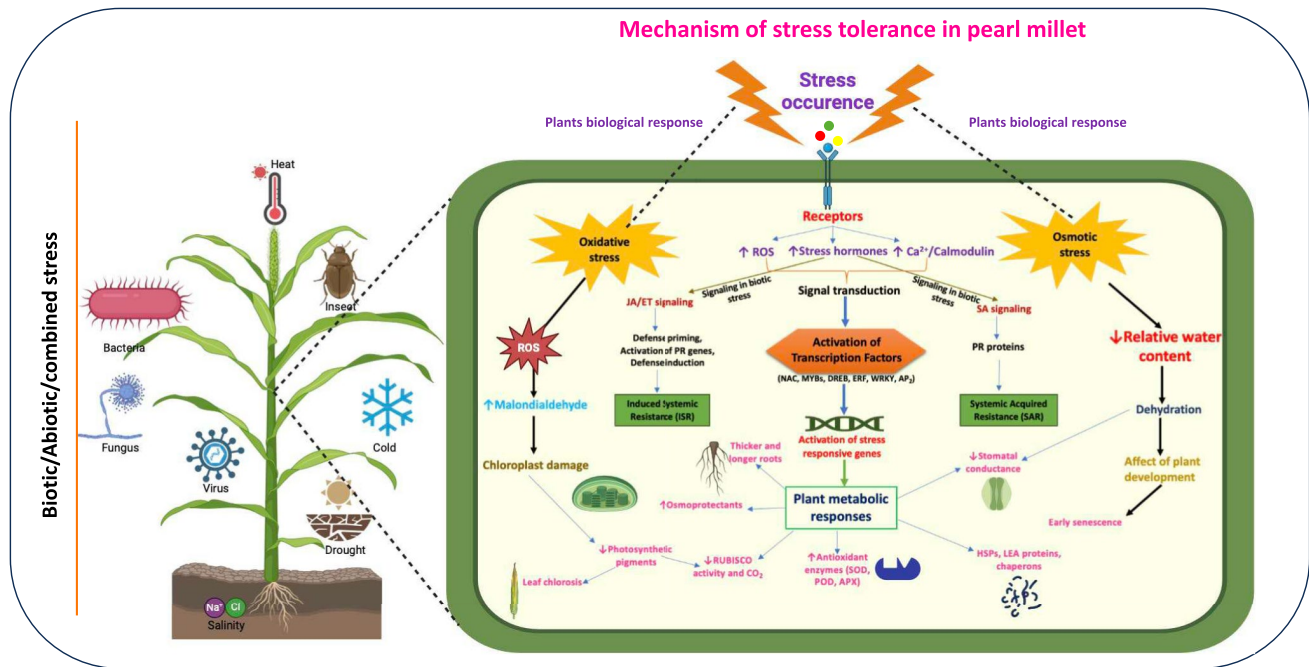 Mechanism of stress tolerance in pearl millet
Stress
occurence
Plants biological response
Plants biological response
Biotic/Abiotic/combined stress
Heat
Insect
Bacteria
Fungus
Cold
Virus
Drought
Na⁺
Cl
Salinity
Oxidative
stress
Receptors
Osmotic
stress
↑ ROS
↑Stress hormones
↑ Ca²⁺/Calmodulin
Signaling in biotic
stress
Signaling in biotic
stress
Signal transduction
JA/ET signaling
SA signaling
ROS
Defense priming,
Activation of PR genes,
Defenseinduction
Activation of
Transcription Factors
(NAC, MYBs, DREB, ERF, WRKY, AP₂)
PR proteins
↓Relative water
content
↑Malondialdehyde
Induced Systemic
Resistance (ISR)
Systemic Acquired
Resistance (SAR)
Dehydration
Activation of stress
responsive genes
Thicker and
longer roots
Chloroplast damage
↓Stomatal
conductance
Affect of plant
development
Plant metabolic
responses
↑Osmoprotectants
Early senescence
↓Photosynthetic
pigments
↓RUBISCO
activity and CO₂
↑Antioxidant
enzymes (SOD,
POD, APX)
HSPs, LEA proteins,
chaperons
Leaf chlorosis